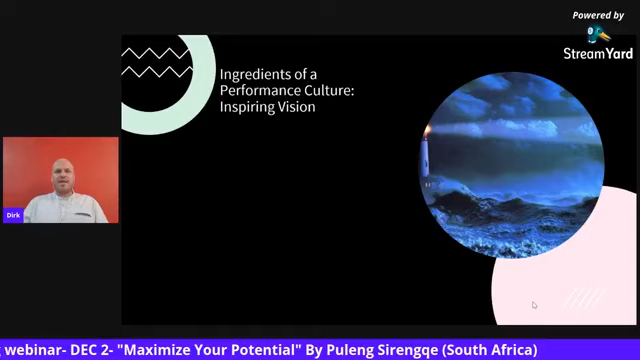 Powered by
StreamYard
Ingredients of a
Performance Culture:
Inspiring Vision
Dirk
webinar- DEC 2- "Maximize Your Potential" By Puleng Sirengqe (South Africa)